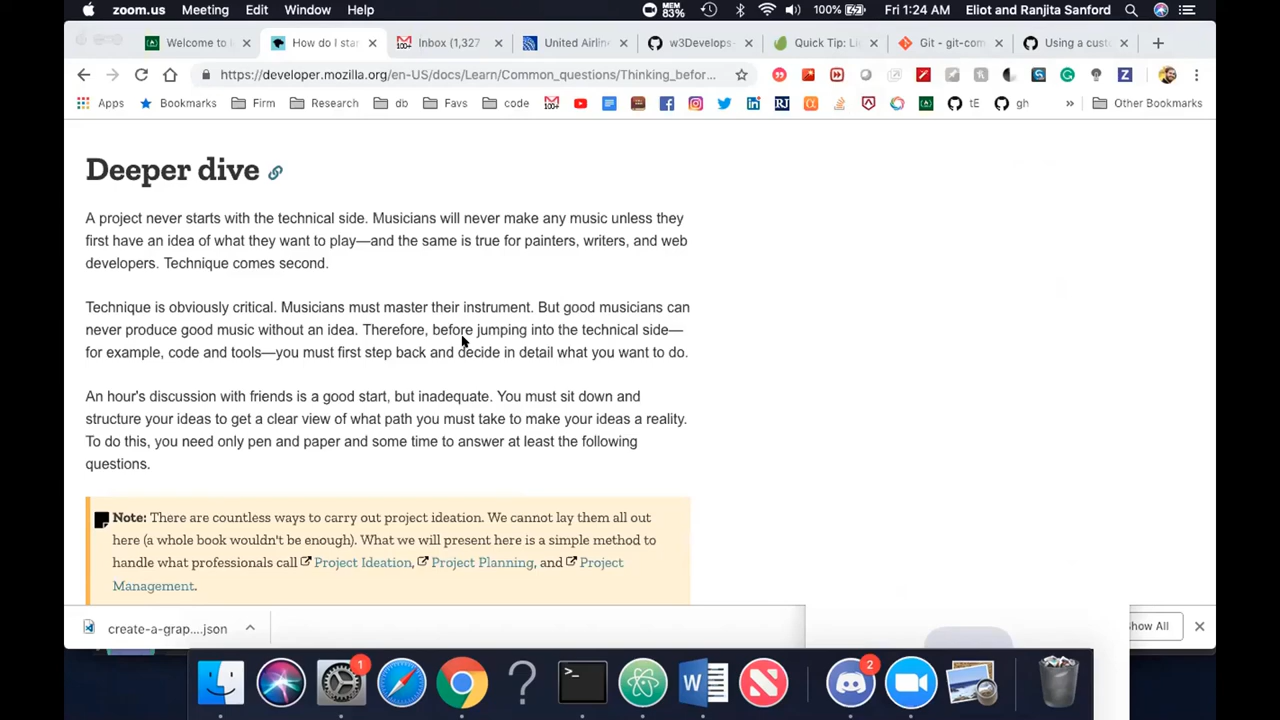 zoom.us Meeting Edit Window Help MEM 83% 100% Fri 1:24 AM Eliot and Ranjita Sanford
Welcome to How do I star Inbox (1,327 United Airlin w3Develops- Quick Tip: Li Git - git-com Using a cust
https://developer.mozilla.org/en-US/docs/Learn/Common_questions/Thinking_befor...
Apps Bookmarks Firm Research db Favs code tE gh » Other Bookmarks
Deeper dive
A project never starts with the technical side. Musicians will never make any music unless they
first have an idea of what they want to play—and the same is true for painters, writers, and web
developers. Technique comes second.
Technique is obviously critical. Musicians must master their instrument. But good musicians can
never produce good music without an idea. Therefore, before jumping into the technical side—
for example, code and tools—you must first step back and decide in detail what you want to do.
An hour's discussion with friends is a good start, but inadequate. You must sit down and
structure your ideas to get a clear view of what path you must take to make your ideas a reality.
To do this, you need only pen and paper and some time to answer at least the following
questions.
Note: There are countless ways to carry out project ideation. We cannot lay them all out
here (a whole book wouldn't be enough). What we will present here is a simple method to
handle what professionals call Project Ideation, Project Planning, and Project
Management.
create-a-grap....json how All
1 2